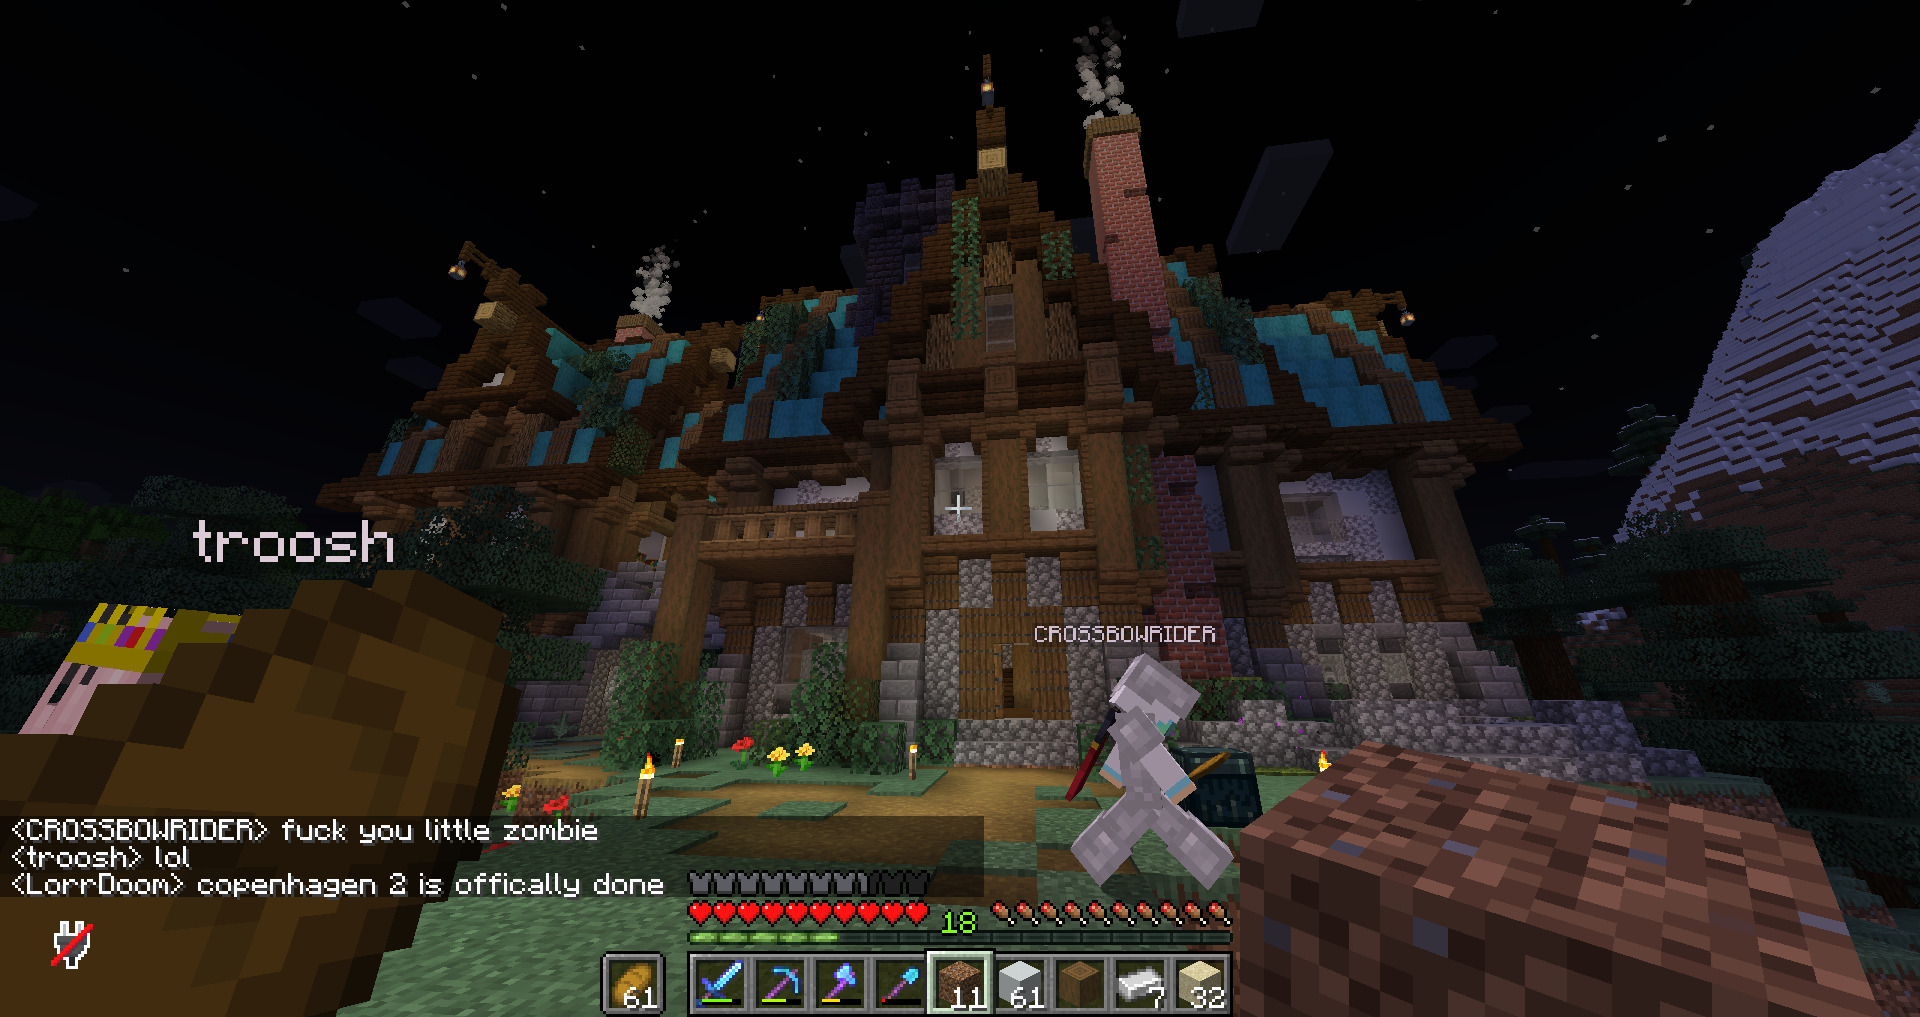 troosh
CROSSBOWRIDER
<CROSSBOWRIDER> fuck you little zombie
<troosh> lol
<LorrDoom> copenhagen 2 is offically done
18
61
11
61
7
32